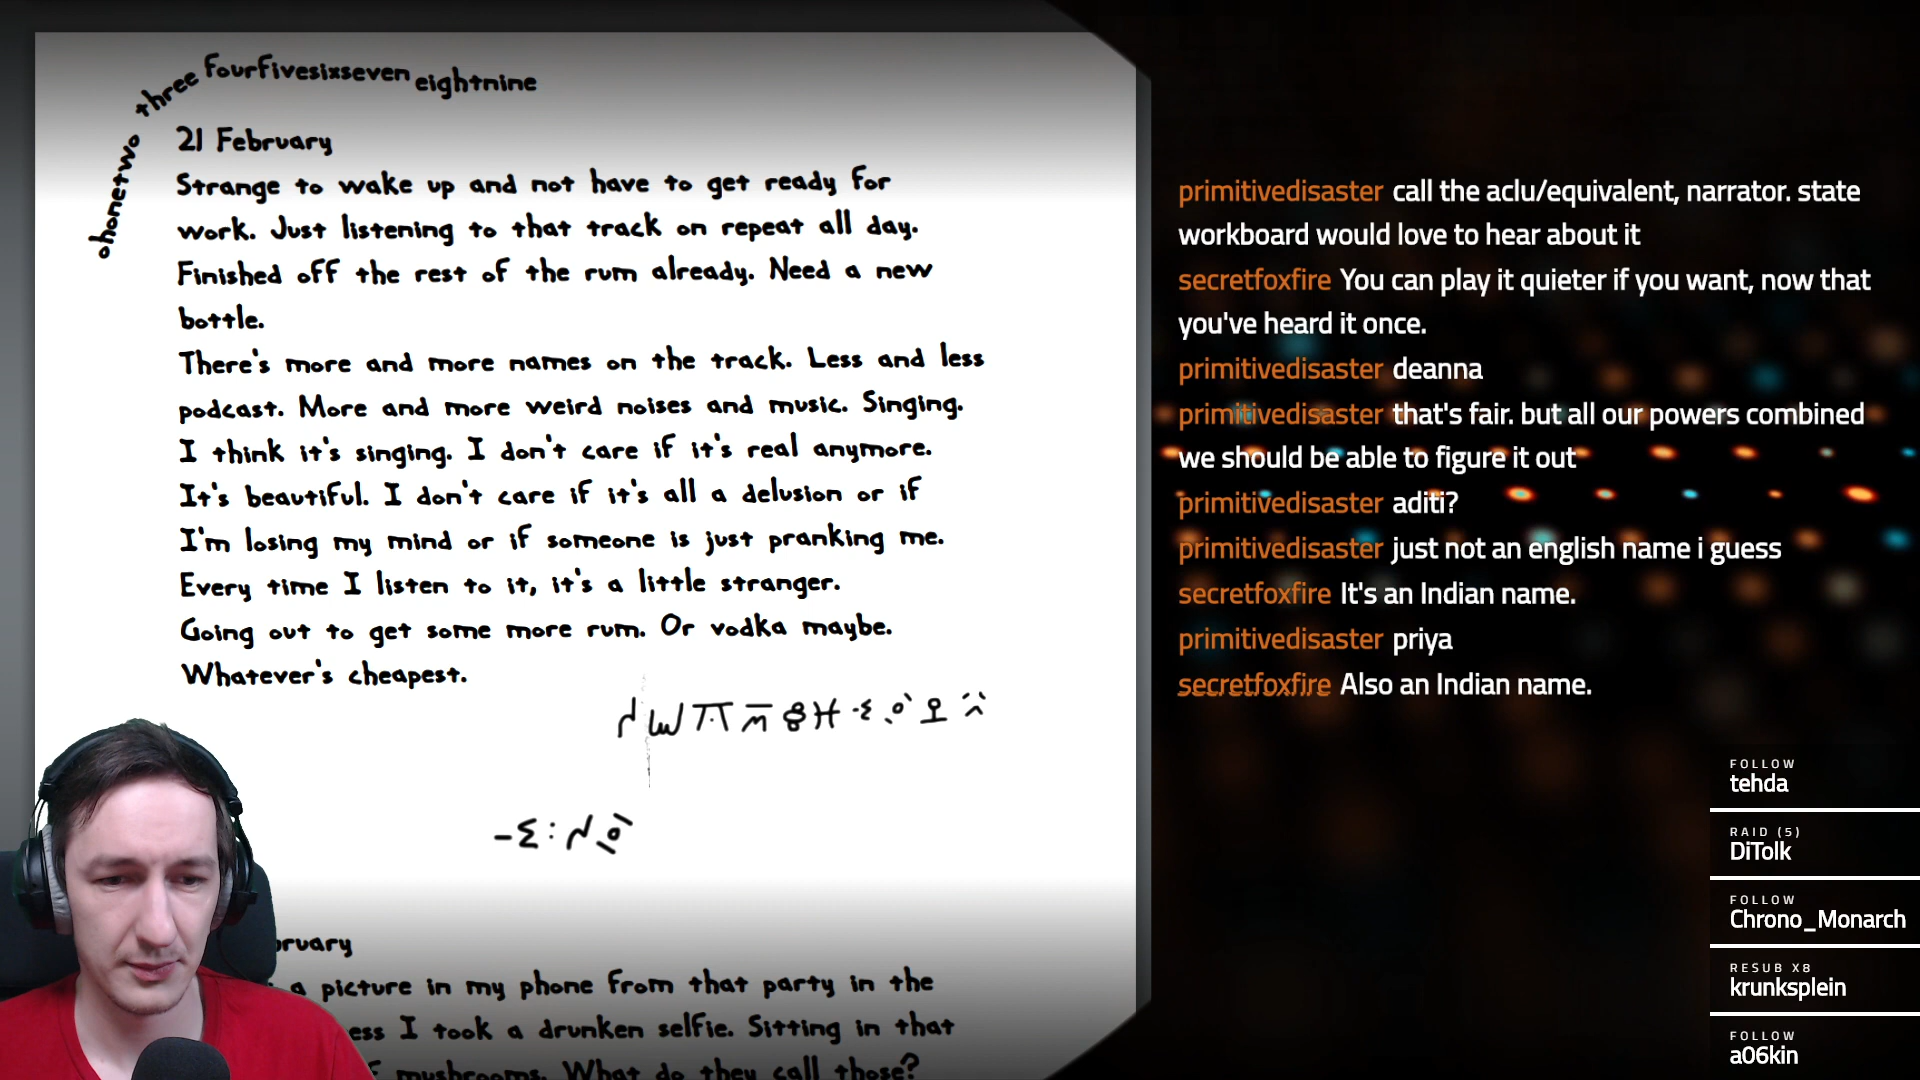 ohonetwo three fourfivesixseven eightnine
21 February
Strange to wake up and not have to get ready for
work. Just listening to that track on repeat all day.
Finished off the rest of the rum already. Need a new
bottle.
There's more and more names on the track. Less and less
podcast. More and more weird noises and music. Singing.
I think it's singing. I don't care if it's real anymore.
It's beautiful. I don't care if it's all a delusion or if
I'm losing my mind or if someone is just pranking me.
Every time I listen to it, it's a little stranger.
Going out to get some more rum. Or vodka maybe.
Whatever's cheapest.
a picture in my phone from that party in the
I took a drunken selfie. Sitting in that
mushrooms. What do they call those?
primitivedisaster call the aclu/equivalent, narrator. state
workboard would love to hear about it
secretfoxfire You can play it quieter if you want, now that
you've heard it once.
primitivedisaster deanna
primitivedisaster that's fair. but all our powers combined
we should be able to figure it out
primitivedisaster aditi?
primitivedisaster just not an english name i guess
secretfoxfire It's an Indian name.
primitivedisaster priya
secretfoxfire Also an Indian name.
FOLLOW
tehda
RAID (5)
DiTolk
FOLLOW
Chrono_Monarch
RESUB X8
krunksplein
FOLLOW
a06kin